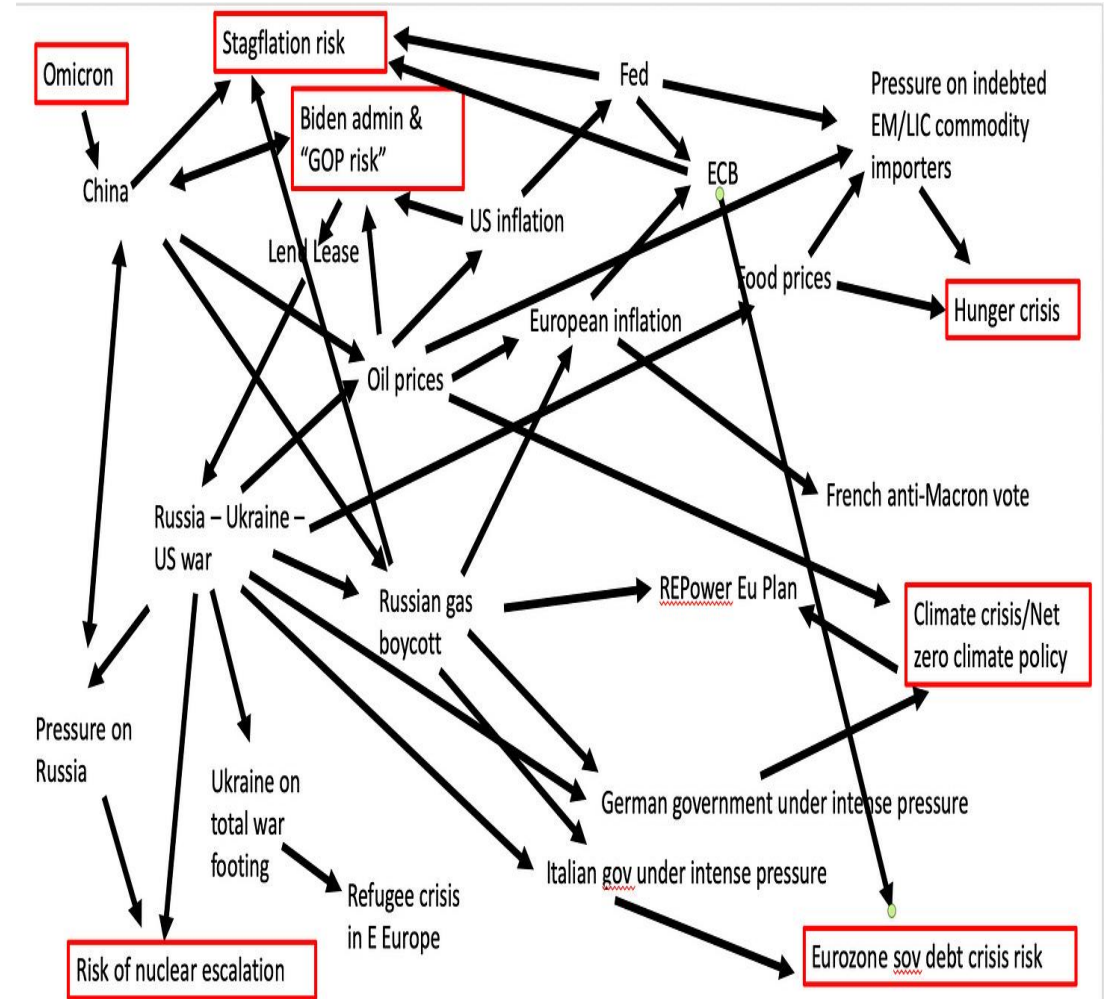 Stagflation risk
Omicron
Fed
Pressure on indebted
EM/LIC commodity
importers
Biden admin &
“GOP risk”
China
ECB
US inflation
Lend Lease
Food prices
Hunger crisis
European inflation
Oil prices
French anti-Macron vote
Russia – Ukraine –
US war
REPower Eu Plan
Russian gas
boycott
Climate crisis/Net
zero climate policy
Pressure on
Russia
Ukraine on
total war
footing
German government under intense pressure
Italian gov under intense pressure
Refugee crisis
in E Europe
Risk of nuclear escalation
Eurozone sov debt crisis risk